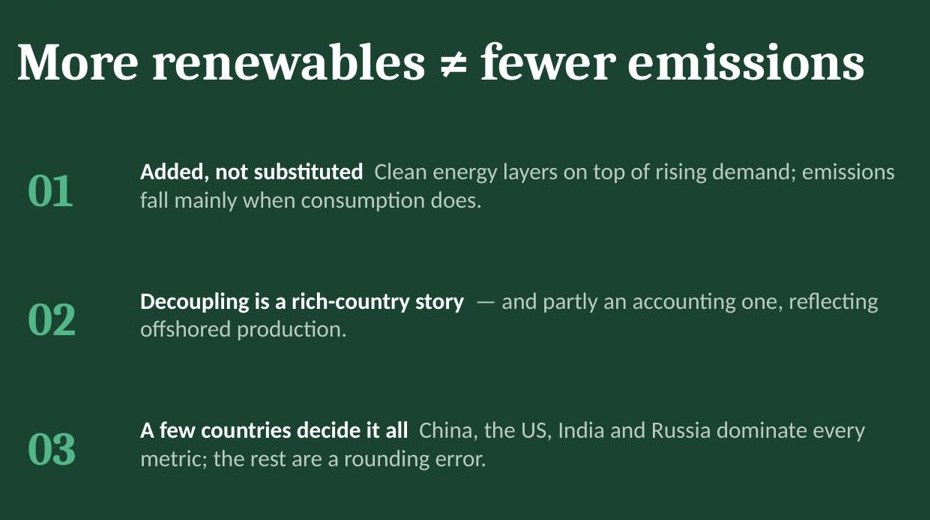 More renewables ≠ fewer emissions
01
Added, not substituted Clean energy layers on top of rising demand; emissions
fall mainly when consumption does.
02
Decoupling is a rich-country story — and partly an accounting one, reflecting
offshored production.
03
A few countries decide it all China, the US, India and Russia dominate every
metric; the rest are a rounding error.